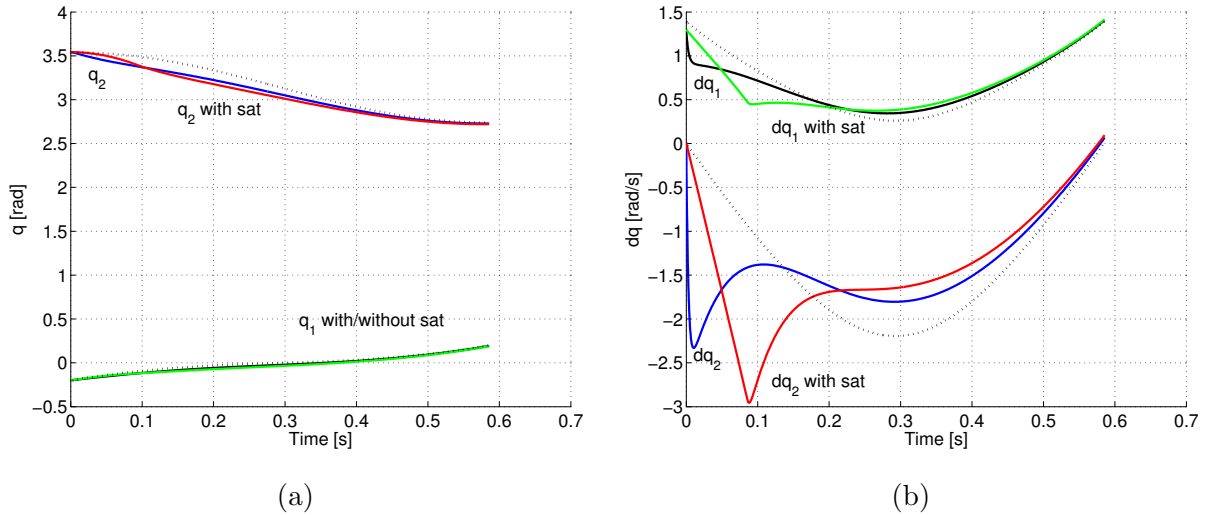 4
3.5
3
2.5
2
1.5
1
0.5
0
−0.5
q [rad]
q2
q2 with sat
q1 with/without sat
0 0.1 0.2 0.3 0.4 0.5 0.6 0.7
Time [s]
(a)
1.5
1
0.5
0
−0.5
−1
−1.5
−2
−2.5
−3
dq [rad/s]
dq1
dq1 with sat
dq2
dq2 with sat
0 0.1 0.2 0.3 0.4 0.5 0.6 0.7
Time [s]
(b)